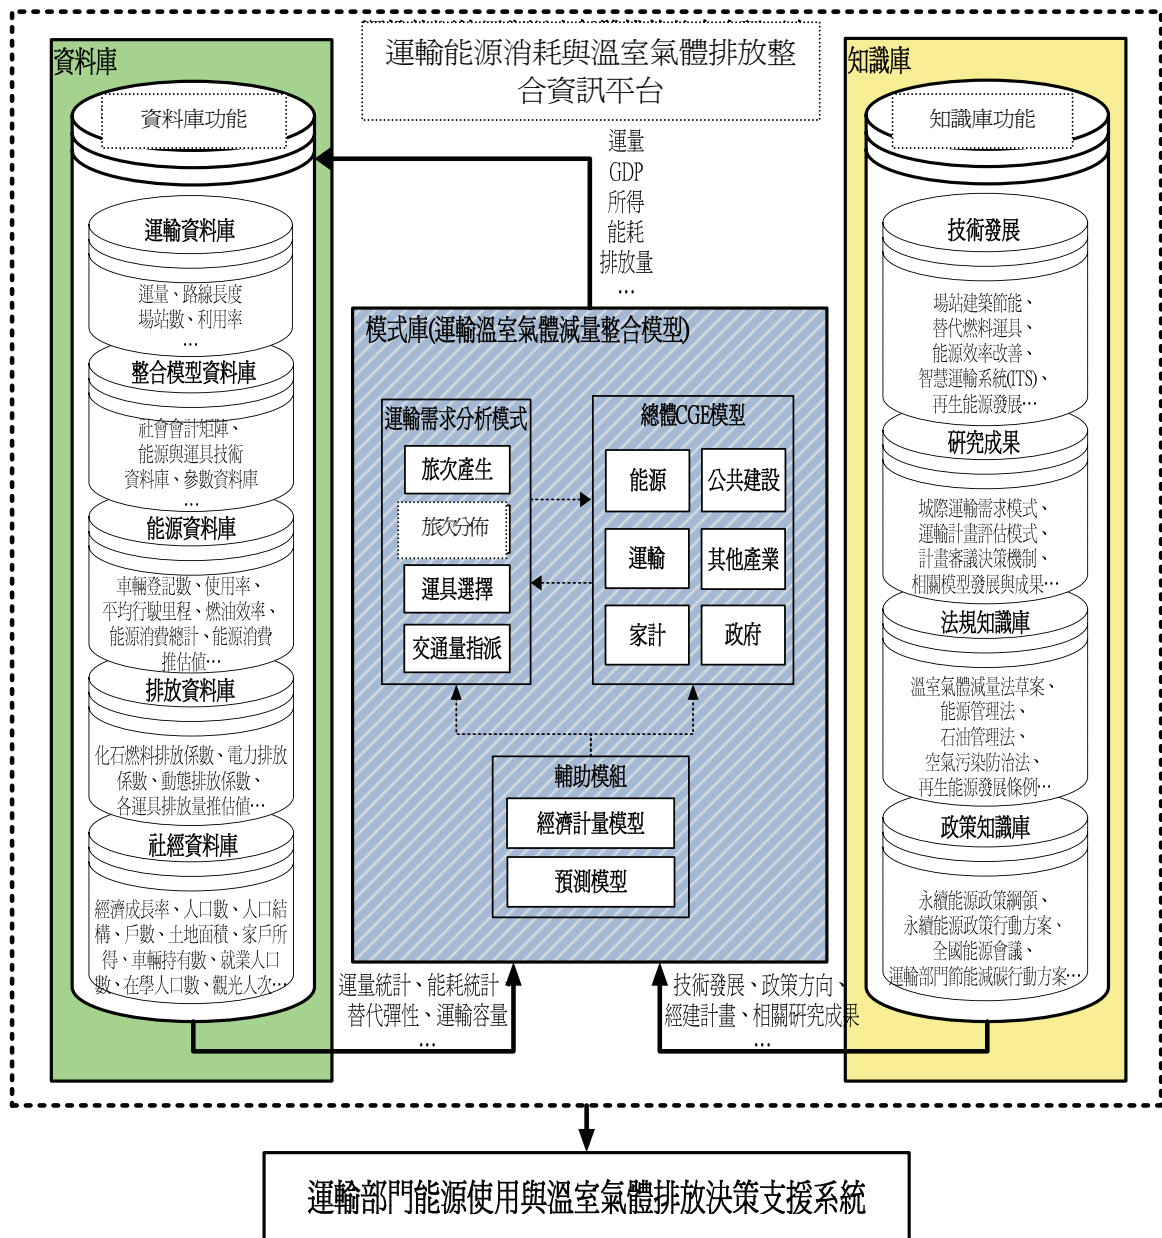 運輸能源消耗與溫室氣體排放整
合資訊平台
資料庫
資料庫功能
運輸資料庫
運量、路線長度
場站數、利用率
…
整合模型資料庫
社會會計矩陣、
能源與運具技術
資料庫、參數資料庫
…
能源資料庫
車輛登記數、使用率、
平均行駛里程、燃油效率、
能源消費總計、能源消費
推估值…
排放資料庫
化石燃料排放係數、電力排放
係數、動態排放係數、
各運具排放量推估值…
社經資料庫
經濟成長率、人口數、人口結
構、戶數、土地面積、家戶所
得、車輛持有數、就業人口
數、在學人口數、觀光人次…
運量
GDP
所得
能耗
排放量
…
模式庫(運輸溫室氣體減量整合模型)
運輸需求分析模式
旅次產生
旅次分佈
運具選擇
交通量指派
總體CGE模型
能源
公共建設
運輸
其他產業
家計
政府
輔助模組
經濟計量模型
預測模型
運量統計、能耗統計、
替代彈性、運輸容量
…
技術發展、政策方向、
經建計畫、相關研究成果
…
知識庫
知識庫功能
技術發展
場站建築節能、
替代燃料運具、
能源效率改善、
智慧運輸系統(ITS)、
再生能源發展…
研究成果
城際運輸需求模式、
運輸計畫評估模式、
計畫審議決策機制、
相關模型發展與成果…
法規知識庫
溫室氣體減量法草案、
能源管理法、
石油管理法、
空氣污染防治法、
再生能源發展條例…
政策知識庫
永續能源政策綱領、
永續能源政策行動方案、
全國能源會議、
運輸部門節能減碳行動方案…
運輸部門能源使用與溫室氣體排放決策支援系統